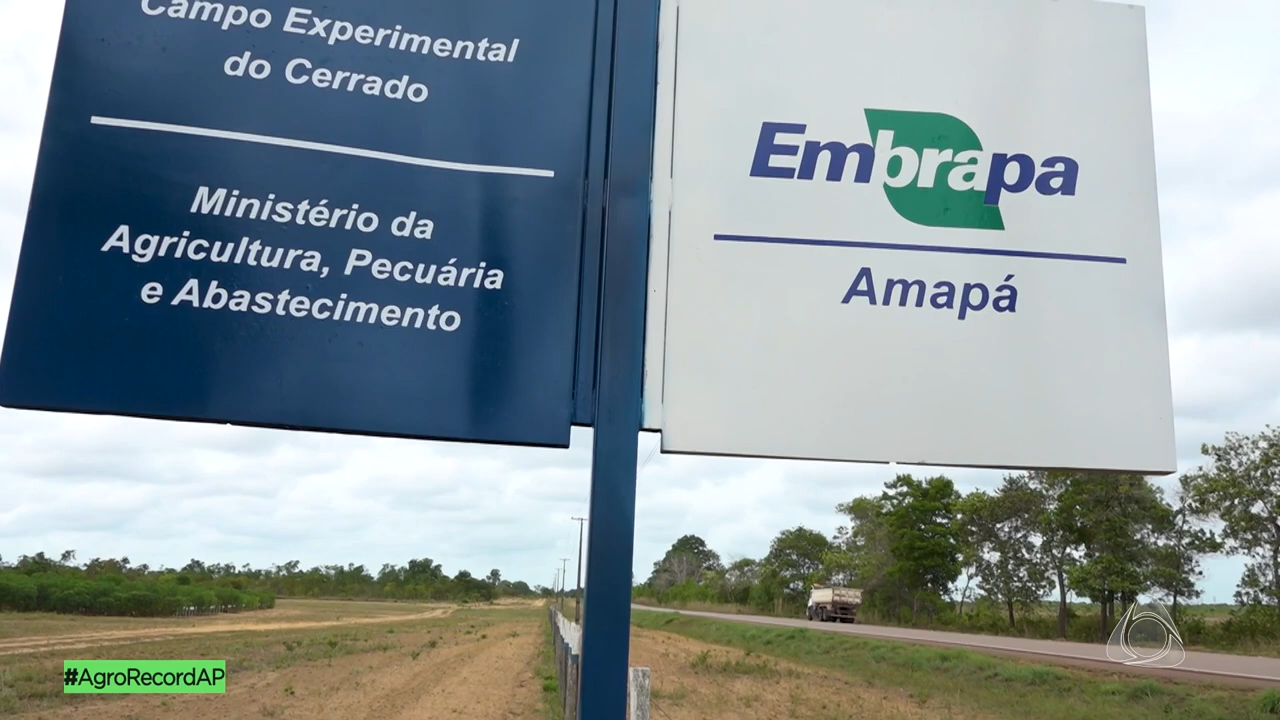 Campo Experimental
do Cerrado
Ministério da
Agricultura, Pecuária
e Abastecimento
Embrapa
Amapá
#AgroRecordAP